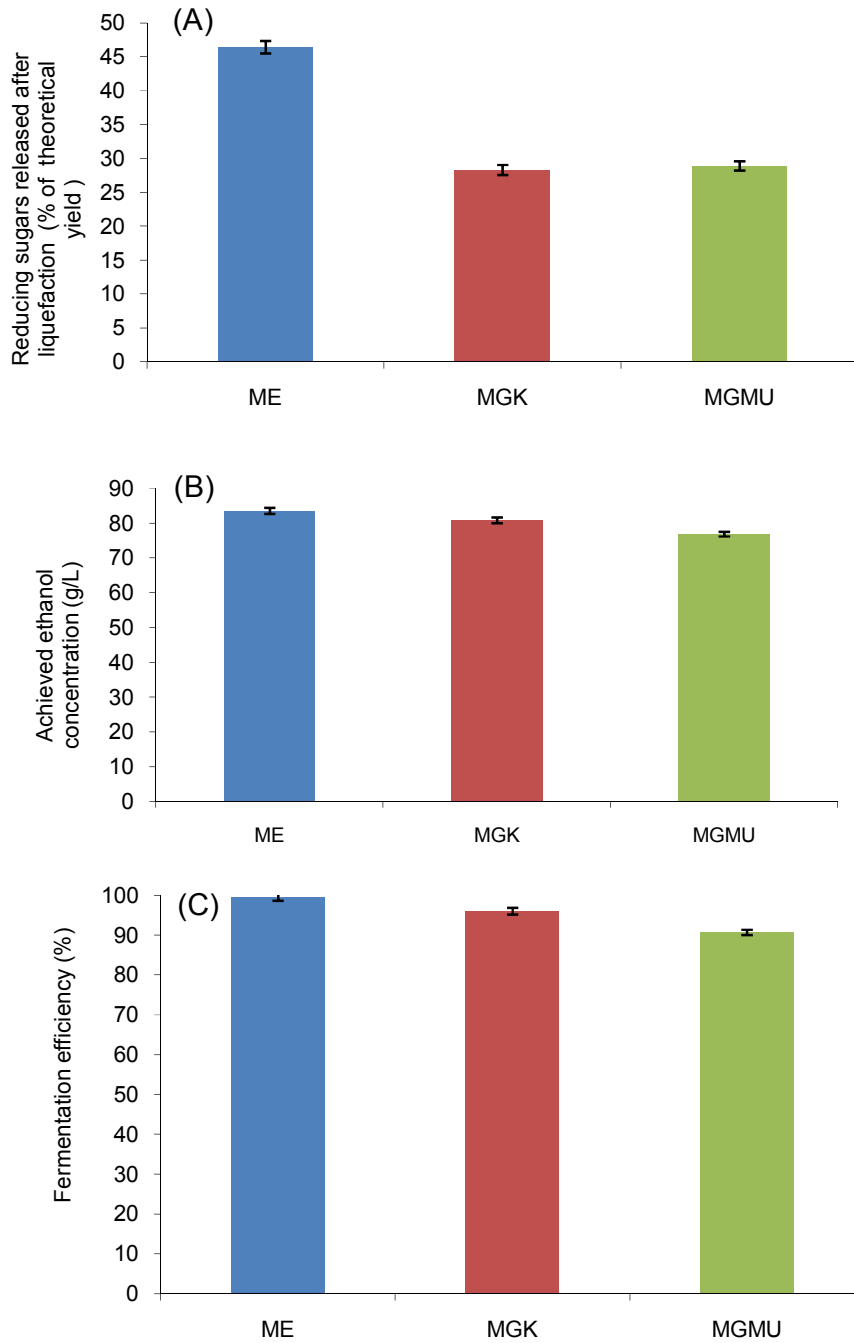 (A)
Reducing sugars released after
liquefaction (% of theoretical
yield )
50
45
40
35
30
25
20
15
10
5
0
ME MGK MGMU
(B)
Achieved ethanol
concentration (g/L)
90
80
70
60
50
40
30
20
10
0
ME MGK MGMU
(C)
Fermentation efficiency (%)
100
90
80
70
60
50
40
30
20
10
0
ME MGK MGMU